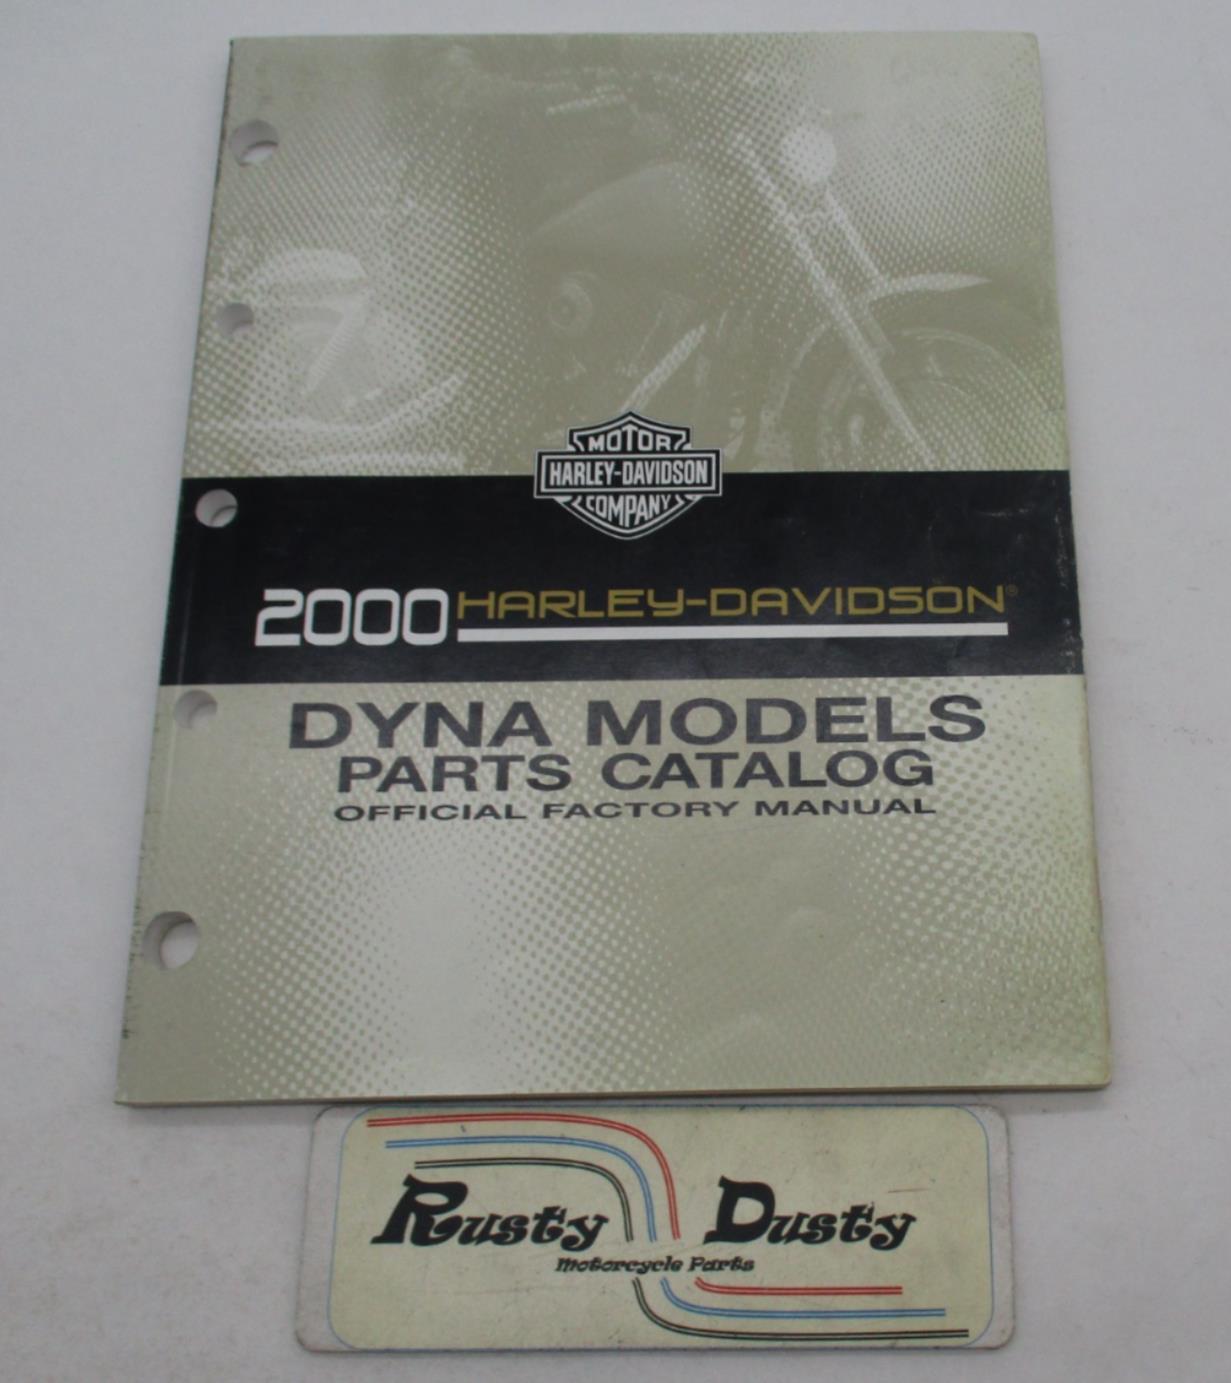 MOTOR
HARLEY-DAVIDSON
COMPANY
2000 HARLEY-DAVIDSON®
DYNA MODELS
PARTS CATALOG
OFFICIAL FACTORY MANUAL
Rusty Dusty
Motorcycle Parts